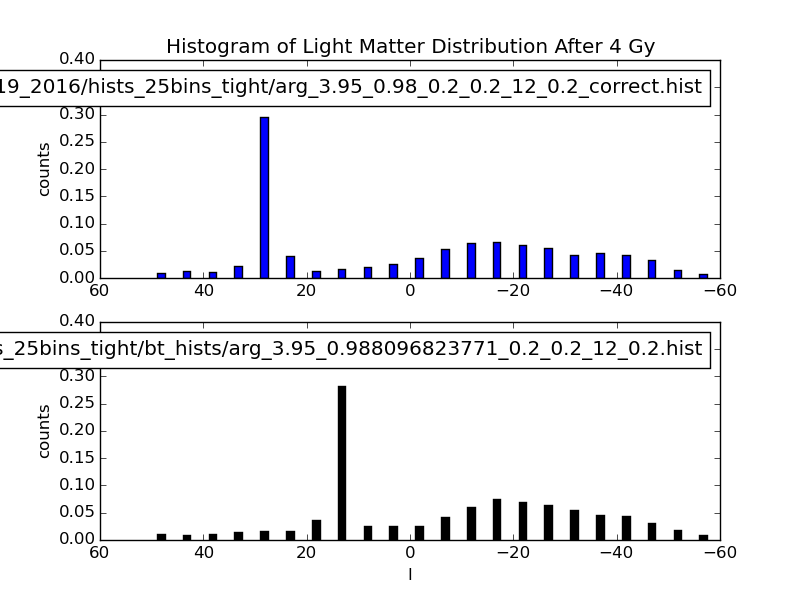 Histogram of Light Matter Distribution After 4 Gy
0.40
19_2016/hists_25bins_tight/arg_3.95_0.98_0.2_0.2_12_0.2_correct.hist
0.30
0.25
counts
0.20
0.15
0.10
0.05
0.00
60 40 20 0 −20 −40 −60
0.40
s_25bins_tight/bt_hists/arg_3.95_0.988096823771_0.2_0.2_12_0.2.hist
0.30
0.25
counts
0.20
0.15
0.10
0.05
0.00
60 40 20 0 −20 −40 −60
l